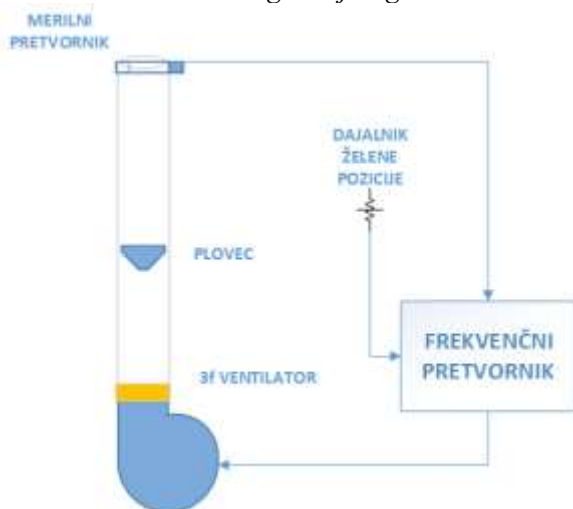 MERILNI
PRETVORNIK
DAJALNIK
ŽELENE
POZICIJE
PLOVEC
FREKVENČNI
PRETVORNIK
3f VENTILATOR